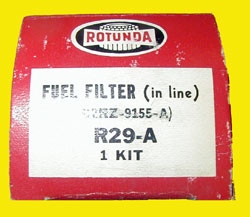 ROTUNDA
FUEL FILTER (in line)
R29-A
1 KIT